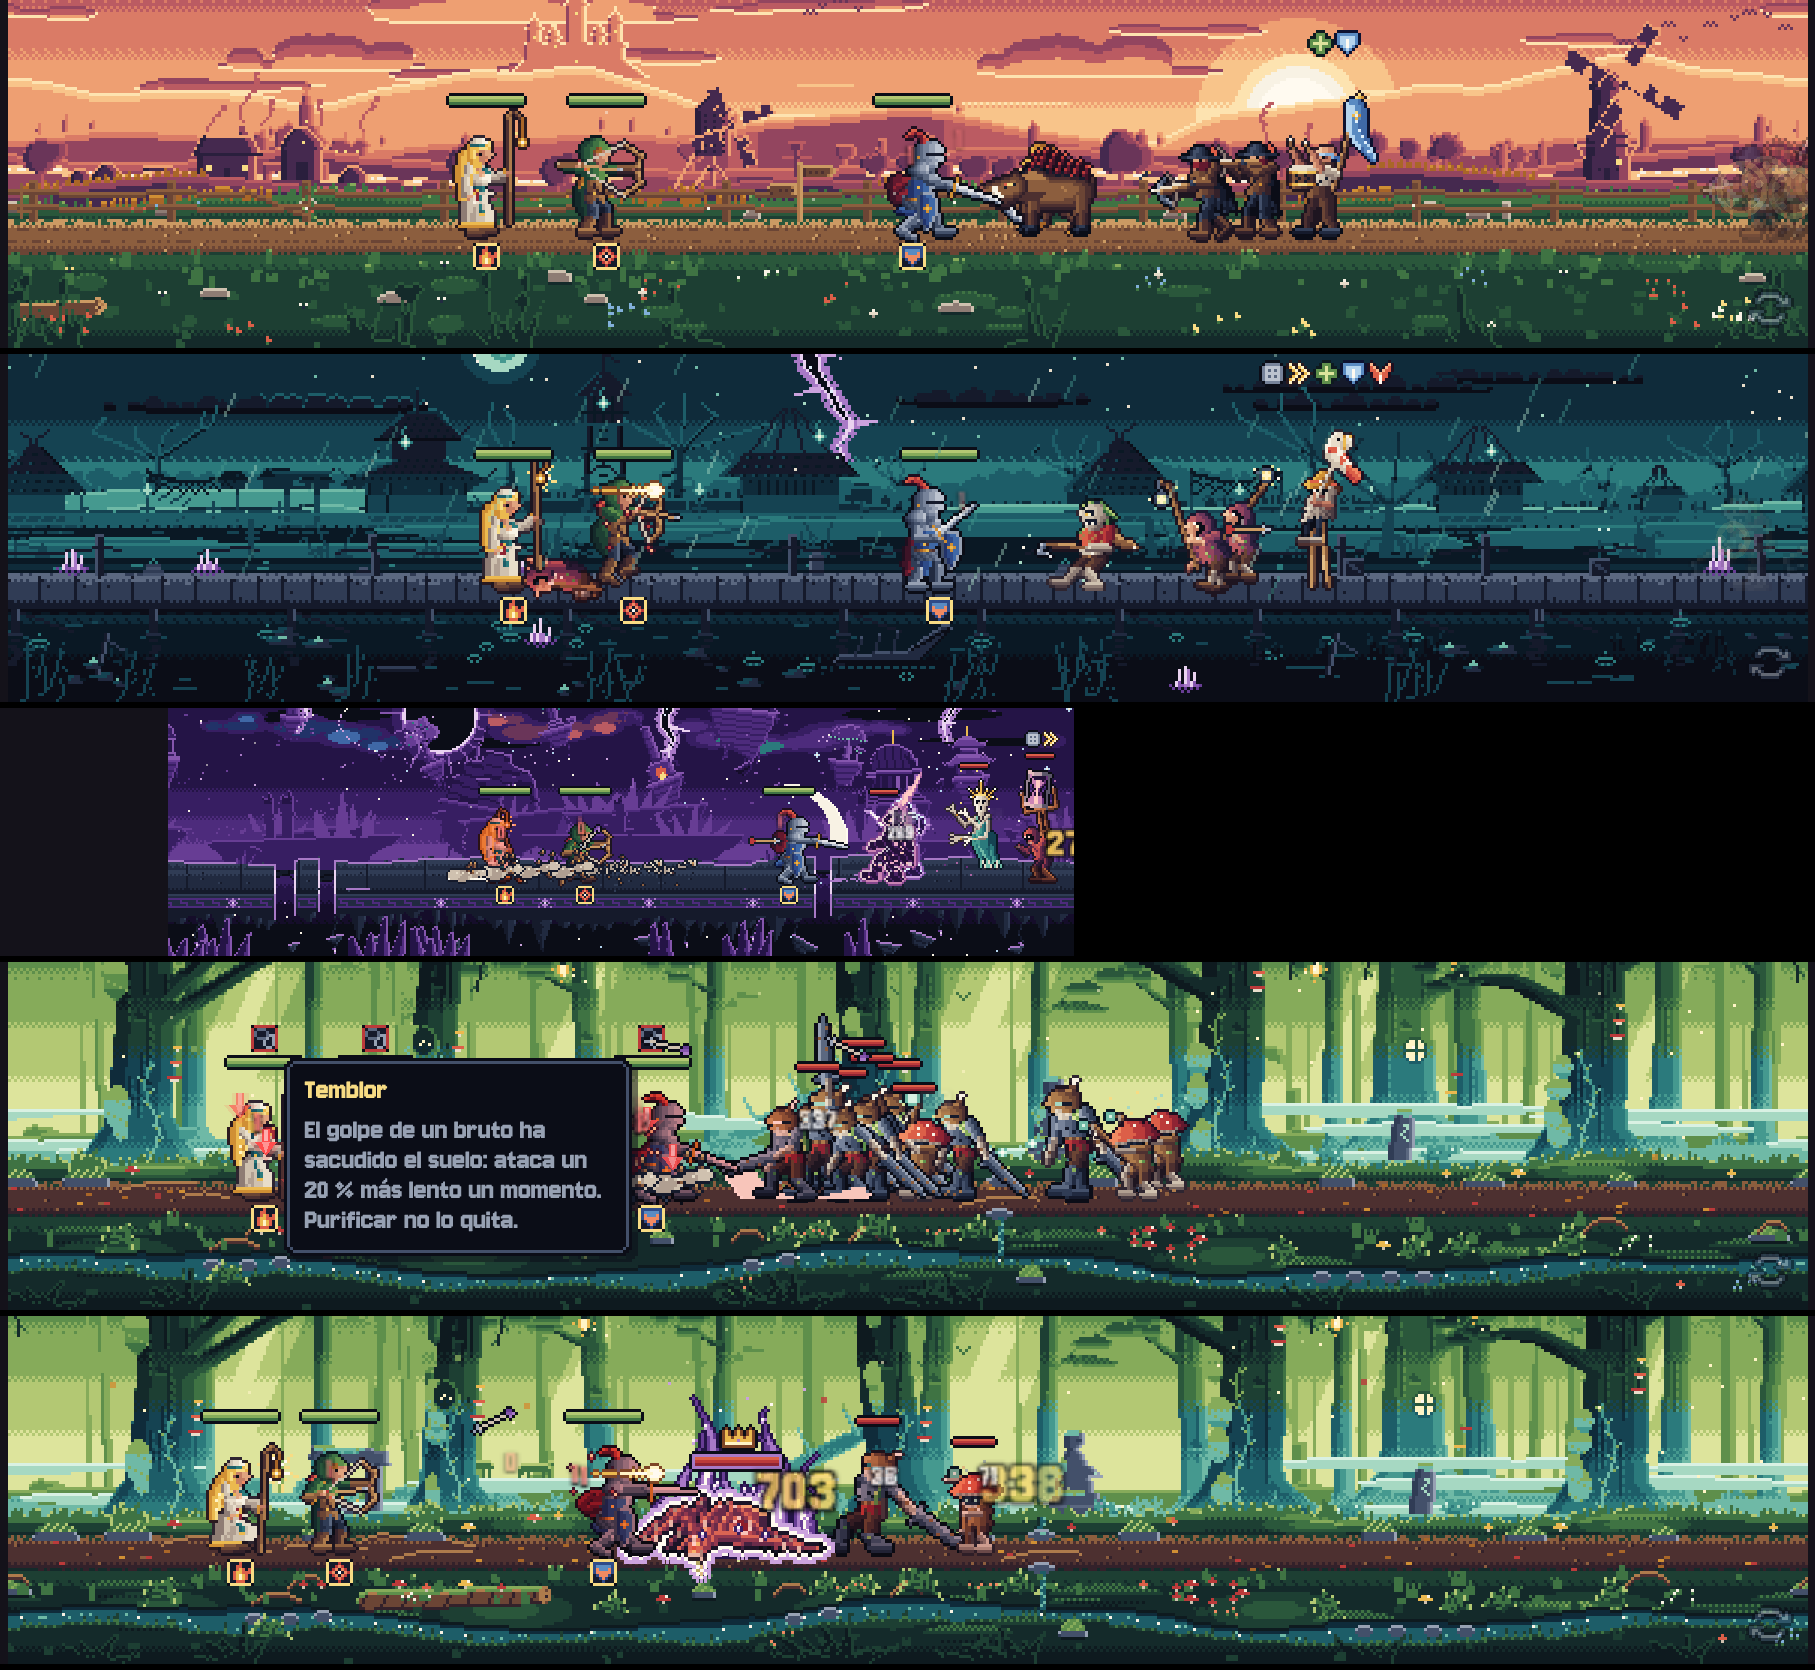 Temblor
El golpe de un bruto ha
sacudido el suelo: ataca un
20 % más lento un momento.
Purificar no lo quita.
703
36